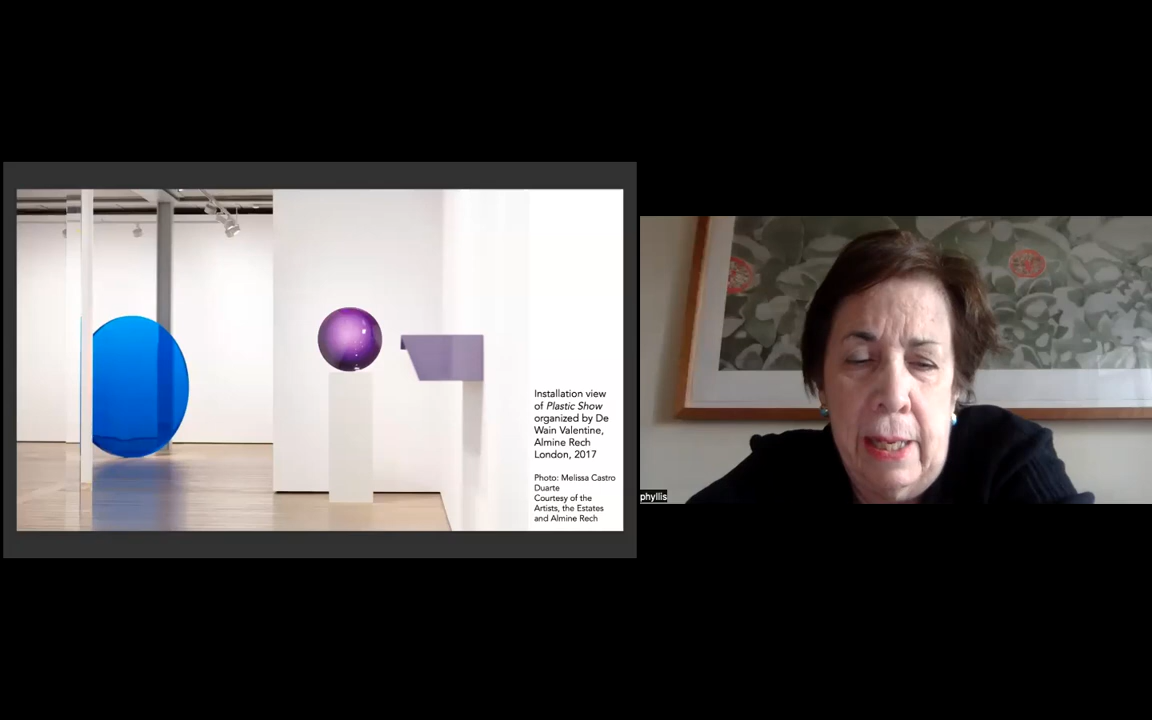 Installation view
of Plastic Show
organized by De
Wain Valentine,
Almine Rech
London, 2017
Photo: Melissa Castro
Duarte
Courtesy of the
Artists, the Estates
and Almine Rech
phyllis